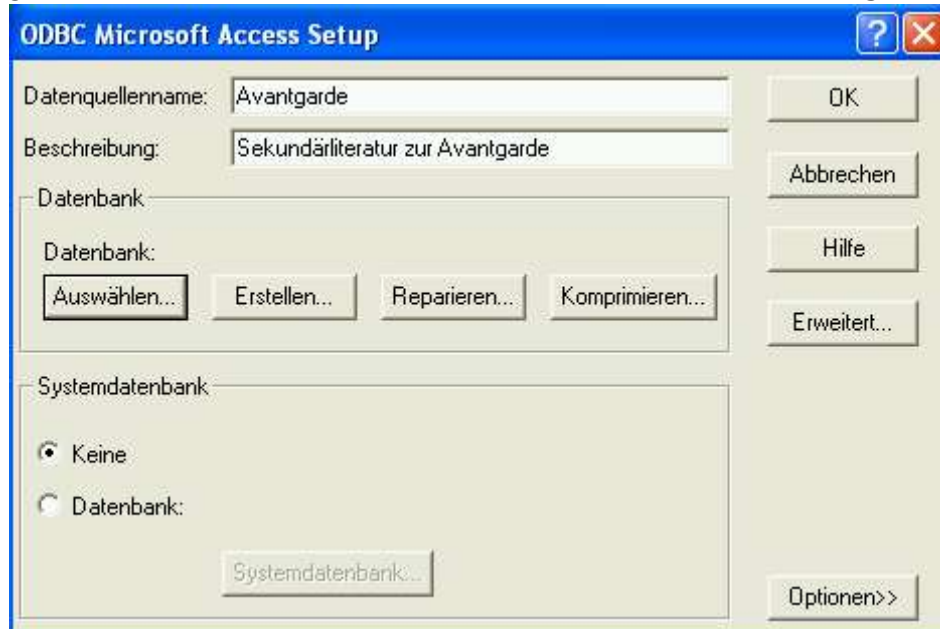 ODBC Microsoft Access Setup
Datenquellenname: Avantgarde OK
Beschreibung: Sekundärliteratur zur Avantgarde
Abbrechen
Datenbank
Datenbank: Hilfe
Auswählen... Erstellen... Reparieren... Komprimieren...
Erweitert...
Systemdatenbank
Keine
Datenbank:
Systemdatenbank...
Optionen>>